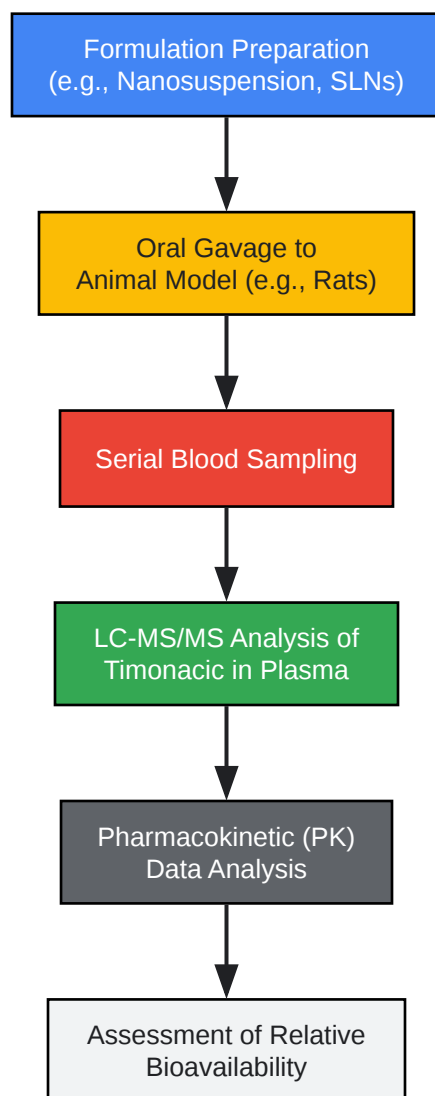 Formulation Preparation
(e.g., Nanosuspension, SLNs)
Oral Gavage to
Animal Model (e.g., Rats)
Serial Blood Sampling
LC-MS/MS Analysis of
Timonacic in Plasma
Pharmacokinetic (PK)
Data Analysis
Assessment of Relative
Bioavailability